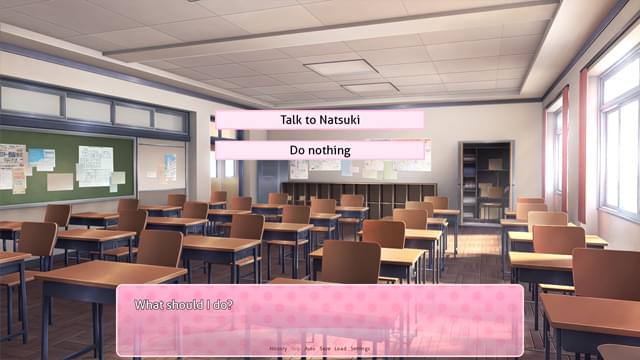 Talk to Natsuki
Do nothing
What should I do?
History Skip Auto Save Load Settings